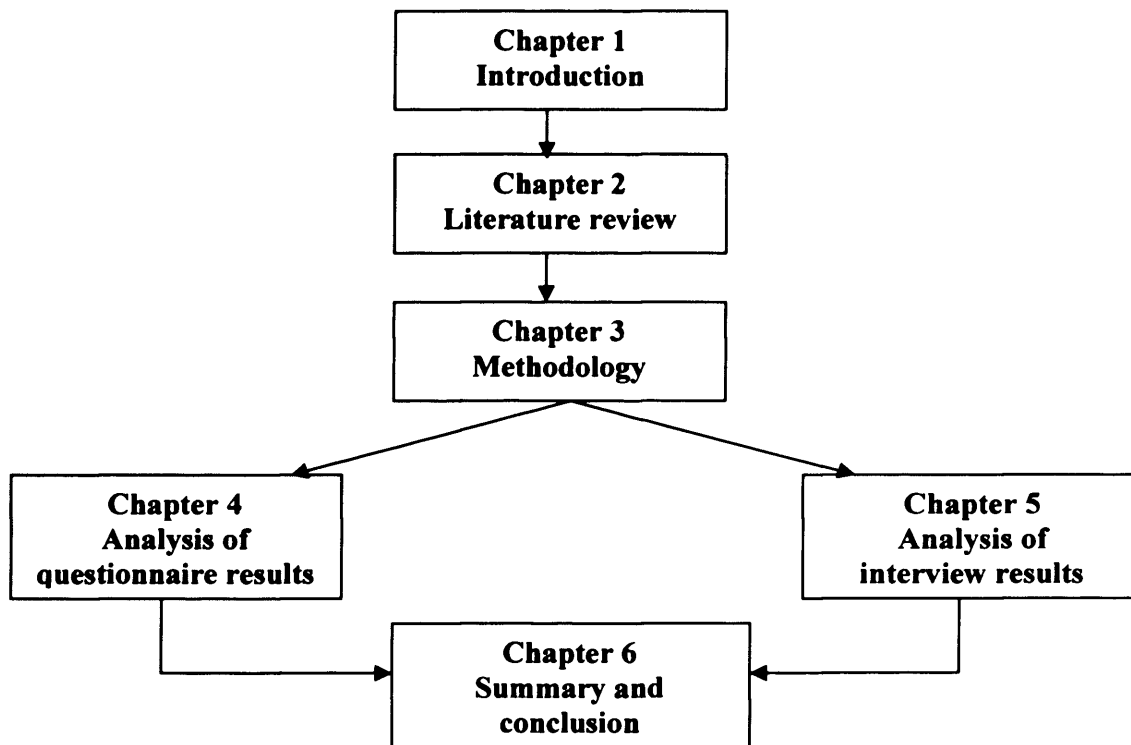 Chapter 1
Introduction
Chapter 2
Literature review
Chapter 3
Methodology
Chapter 4
Analysis of
questionnaire results
Chapter 5
Analysis of
interview results
Chapter 6
Summary and
conclusion